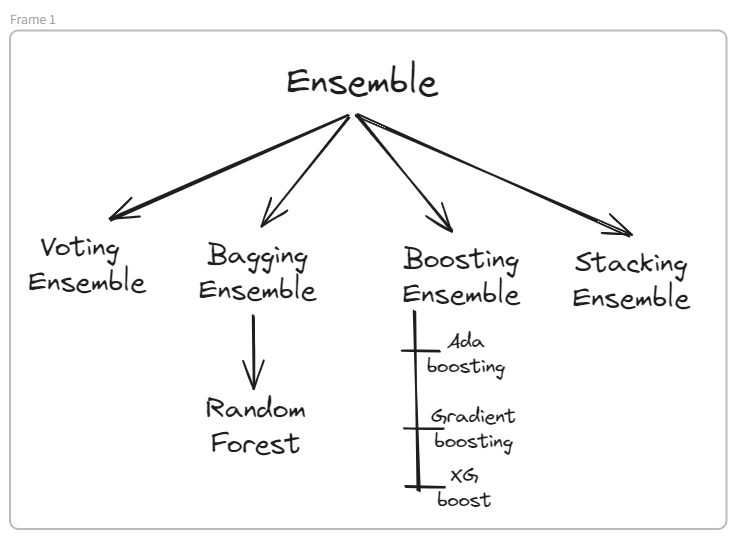 Frame 1
Ensemble
Voting
Ensemble
Bagging
Ensemble
Boosting
Ensemble
Stacking
Ensemble
Random
Forest
Ada
boosting
Gradient
boosting
XG
boost